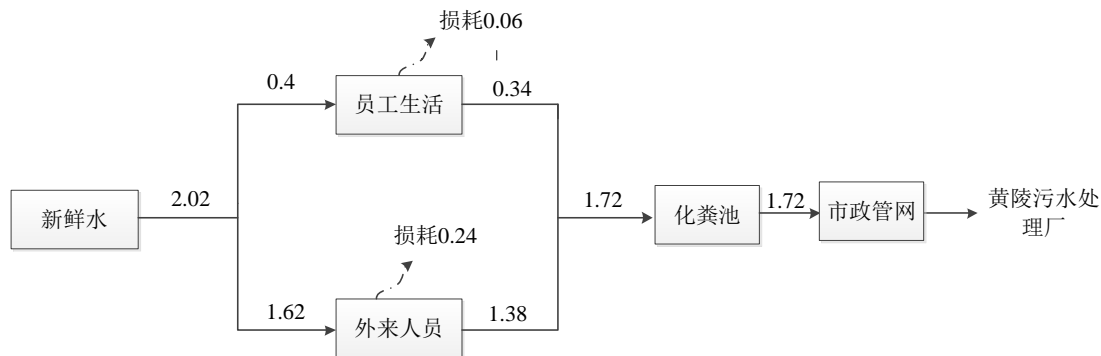 损耗0.06
0.4
员工生活
0.34
新鲜水
2.02
1.72
化粪池
1.72
市政管网
黄陵污水处
理厂
损耗0.24
1.62
外来人员
1.38